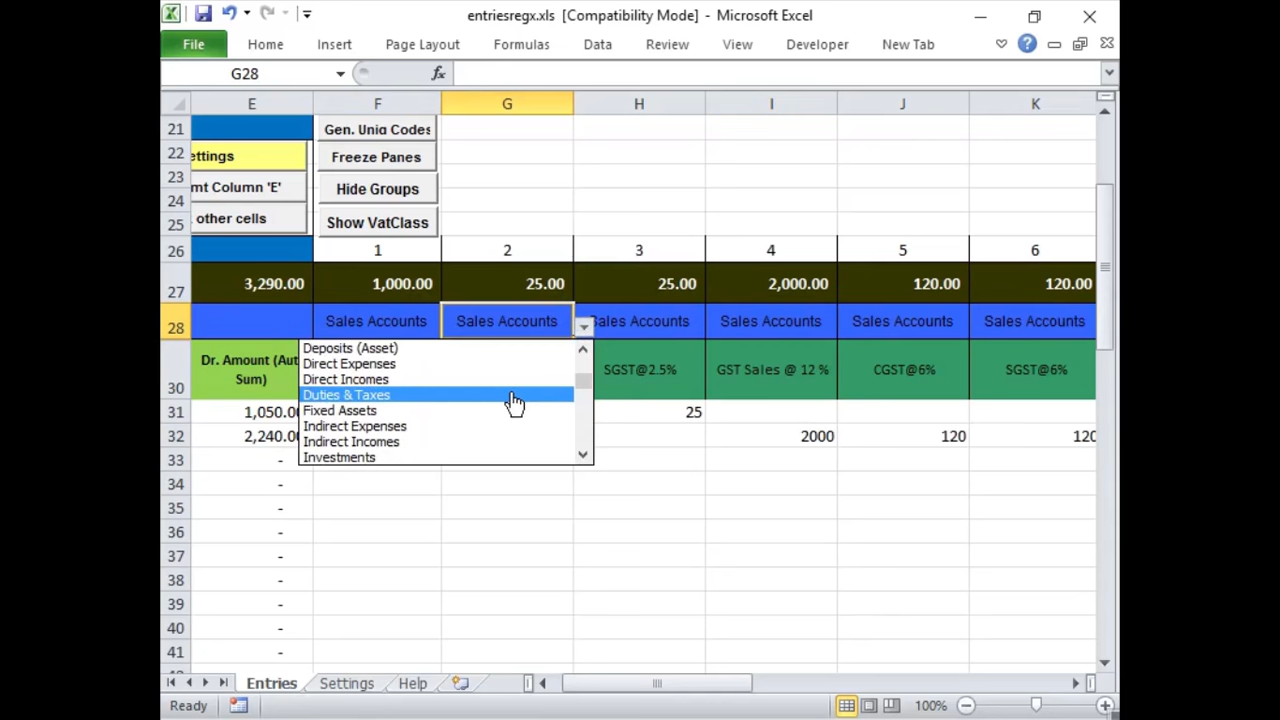 entriesregx.xls [Compatibility Mode] - Microsoft Excel
File Home Insert Page Layout Formulas Data Review View Developer New Tab
G28 fx
E F G H I J K
21 Gen. Uniq Codes
22 ettings Freeze Panes
23 mt Column 'E' Hide Groups
24
25 other cells Show VatClass
26 1 2 3 4 5 6
27 3,290.00 1,000.00 25.00 25.00 2,000.00 120.00 120.00
28 Sales Accounts Sales Accounts Sales Accounts Sales Accounts Sales Accounts Sales Accounts
30 Dr. Amount (Aut Sum) SGST@2.5% GST Sales @ 12 % CGST@6% SGST@6%
Deposits (Asset)
Direct Expenses
Direct Incomes
Duties & Taxes
Fixed Assets
Indirect Expenses
Indirect Incomes
Investments
31 1,050.00 25
32 2,240.00 2000 120 120
33 -
34 -
35 -
36 -
37 -
38 -
39 -
40 -
41 -
Entries Settings Help
Ready 100%